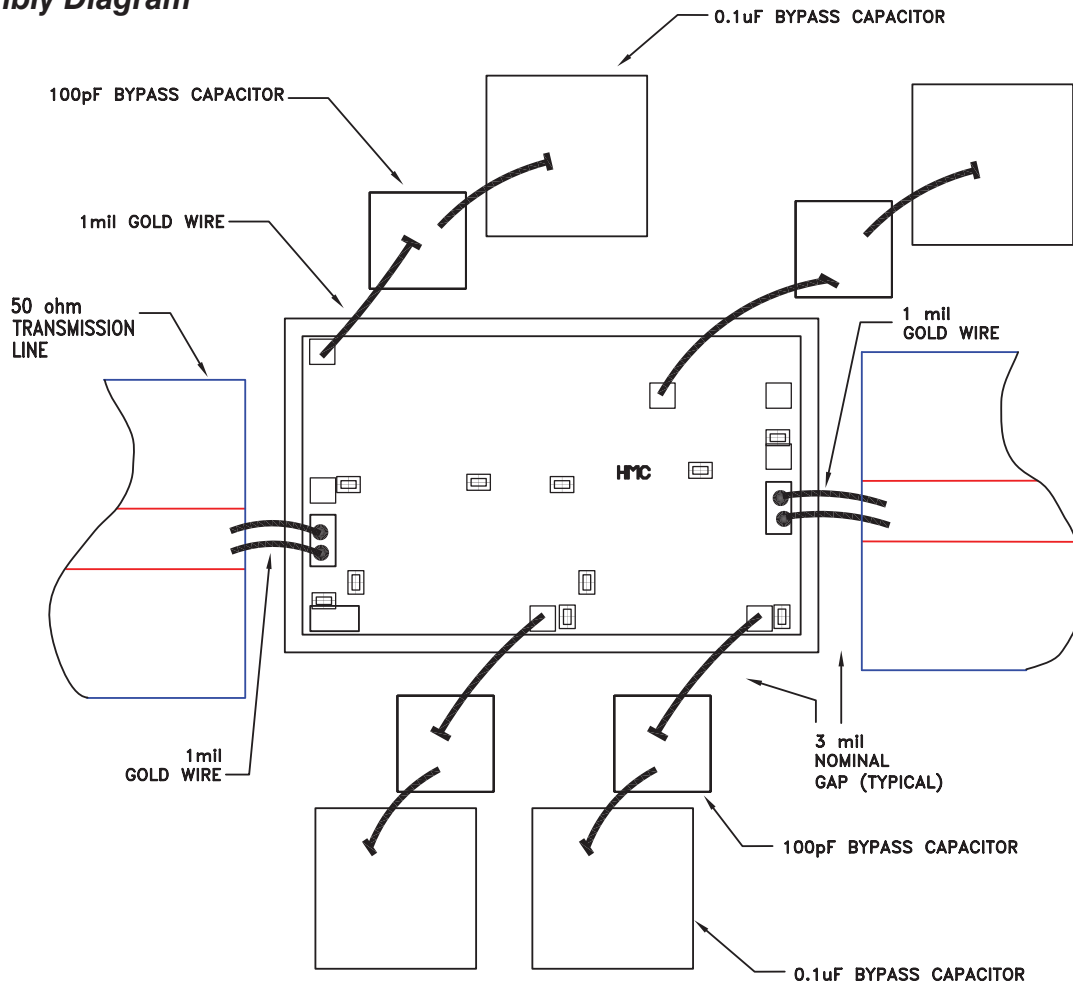 bly Diagram
0.1uF BYPASS CAPACITOR
100pF BYPASS CAPACITOR
1mil GOLD WIRE
50 ohm
TRANSMISSION
LINE
1 mil
GOLD WIRE
HMC
1mil
GOLD WIRE
3 mil
NOMINAL
GAP (TYPICAL)
100pF BYPASS CAPACITOR
0.1uF BYPASS CAPACITOR